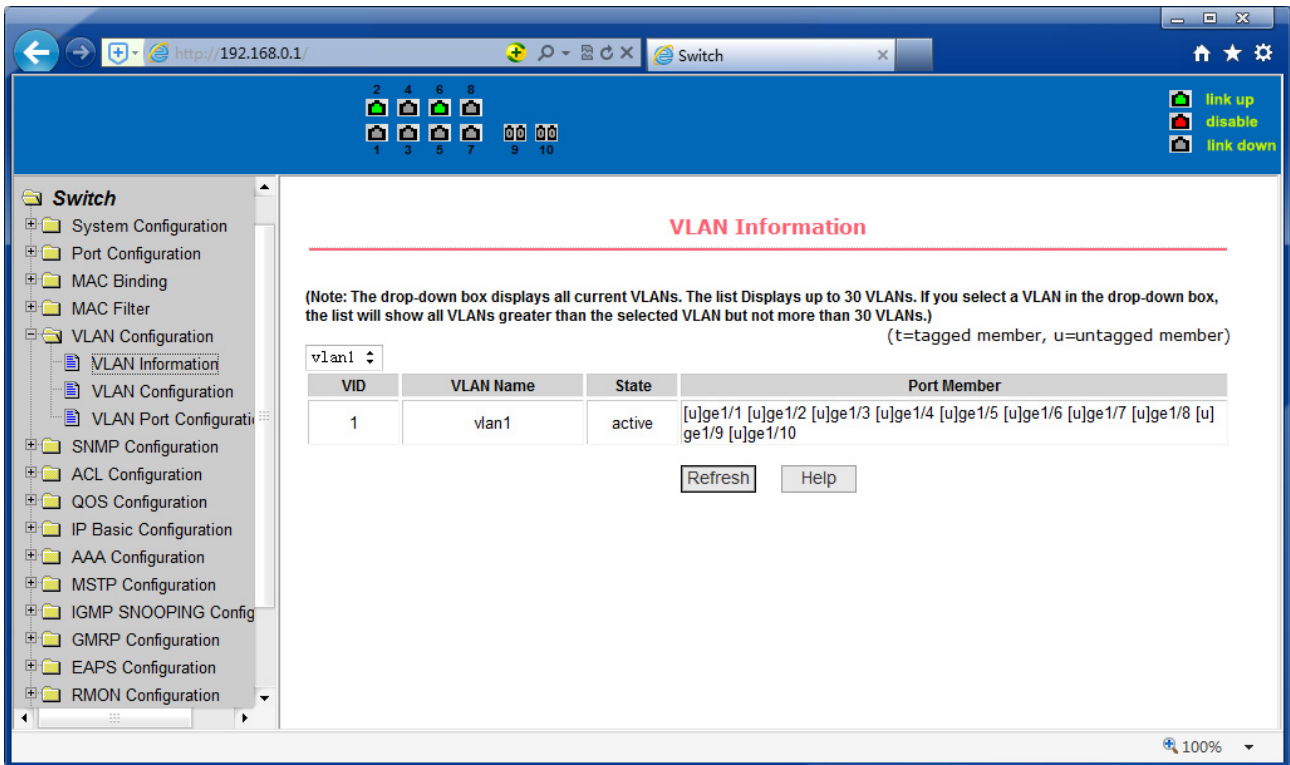 http://192.168.0.1/
Switch
2 4 6 8
1 3 5 7 9 10
link up
disable
link down
Switch
System Configuration
Port Configuration
MAC Binding
MAC Filter
VLAN Configuration
VLAN Information
VLAN Configuration
VLAN Port Configuratio
SNMP Configuration
ACL Configuration
QOS Configuration
IP Basic Configuration
AAA Configuration
MSTP Configuration
IGMP SNOOPING Config
GMRP Configuration
EAPS Configuration
RMON Configuration
VLAN Information
(Note: The drop-down box displays all current VLANs. The list Displays up to 30 VLANs. If you select a VLAN in the drop-down box,
the list will show all VLANs greater than the selected VLAN but not more than 30 VLANs.)
(t=tagged member, u=untagged member)
vlan1
VID VLAN Name State Port Member
1 vlan1 active [u]ge1/1 [u]ge1/2 [u]ge1/3 [u]ge1/4 [u]ge1/5 [u]ge1/6 [u]ge1/7 [u]ge1/8 [u]
ge1/9 [u]ge1/10
Refresh Help
100%